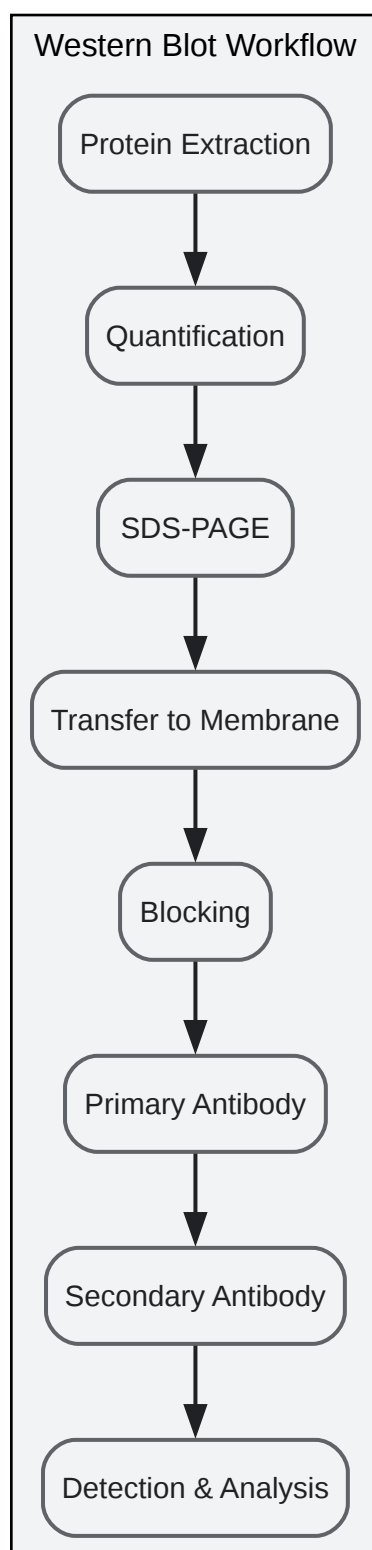 Western Blot Workflow
Protein Extraction
Quantification
SDS-PAGE
Transfer to Membrane
Blocking
Primary Antibody
Secondary Antibody
Detection & Analysis